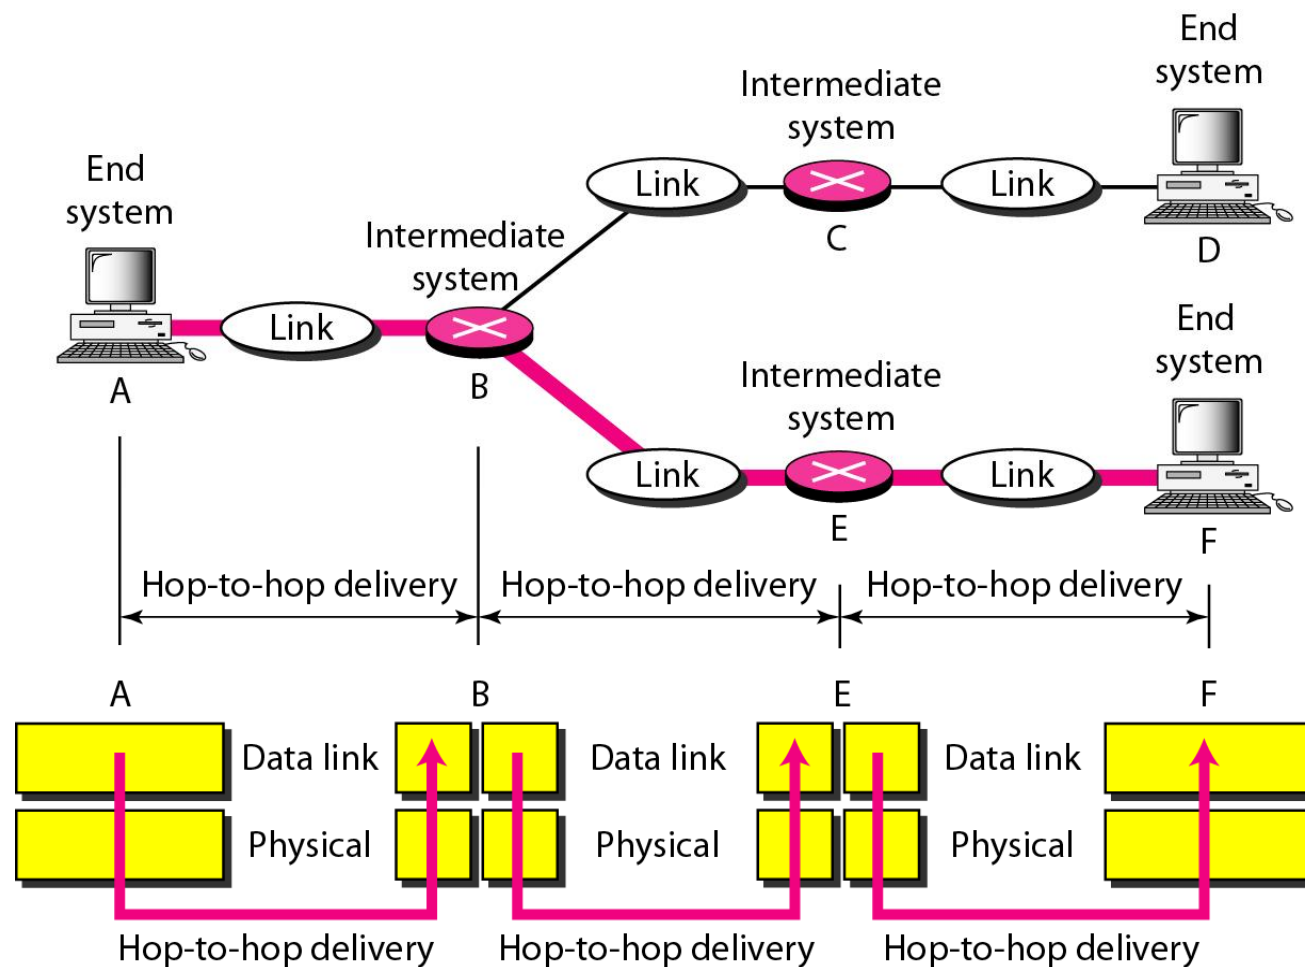 End
system
Intermediate
system
Link
Link
C
D
End
system
Intermediate
system
Link
A
B
End
system
Intermediate
system
Link
Link
E
F
Hop-to-hop delivery
Hop-to-hop delivery
Hop-to-hop delivery
A
B
E
F
Data link
Data link
Data link
Physical
Physical
Physical
Hop-to-hop delivery
Hop-to-hop delivery
Hop-to-hop delivery